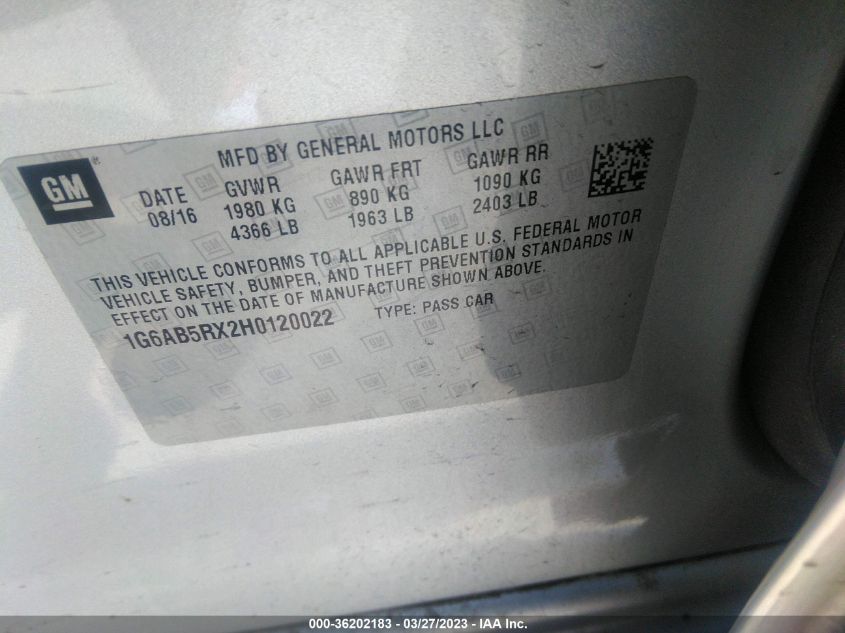 MFD BY GENERAL MOTORS LLC
GM
DATE GVWR GAWR FRT GAWR RR
08/16 1980 KG 890 KG 1090 KG
4366 LB 1963 LB 2403 LB
THIS VEHICLE CONFORMS TO ALL APPLICABLE U.S. FEDERAL MOTOR
VEHICLE SAFETY, BUMPER, AND THEFT PREVENTION STANDARDS IN
EFFECT ON THE DATE OF MANUFACTURE SHOWN ABOVE.
1G6AB5RX2H0120022 TYPE: PASS CAR
000-36202183 - 03/27/2023 - IAA Inc.